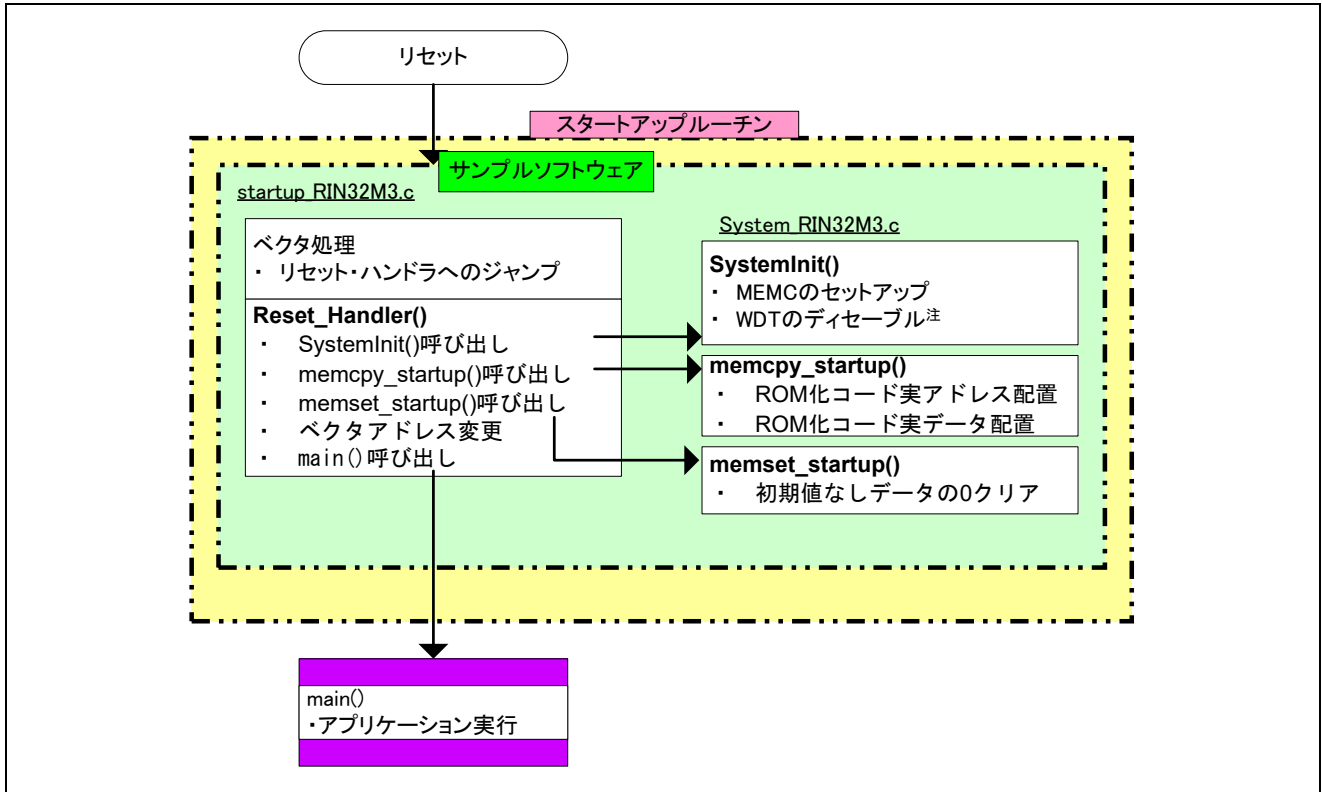 リセット
スタートアップルーチン
サンプルソフトウェア
startup_RIN32M3.c
ベクタ処理
・ リセット・ハンドラへのジャンプ
Reset_Handler()
・ SystemInit()呼び出し
・ memcpy_startup()呼び出し
・ memset_startup()呼び出し
・ ベクタアドレス変更
・ main()呼び出し
System_RIN32M3.c
SystemInit()
・ MEMCのセットアップ
・ WDTのディセーブル注
memcpy_startup()
・ ROM化コード実アドレス配置
・ ROM化コード実データ配置
memset_startup()
・ 初期値なしデータの0クリア
main()
・アプリケーション実行